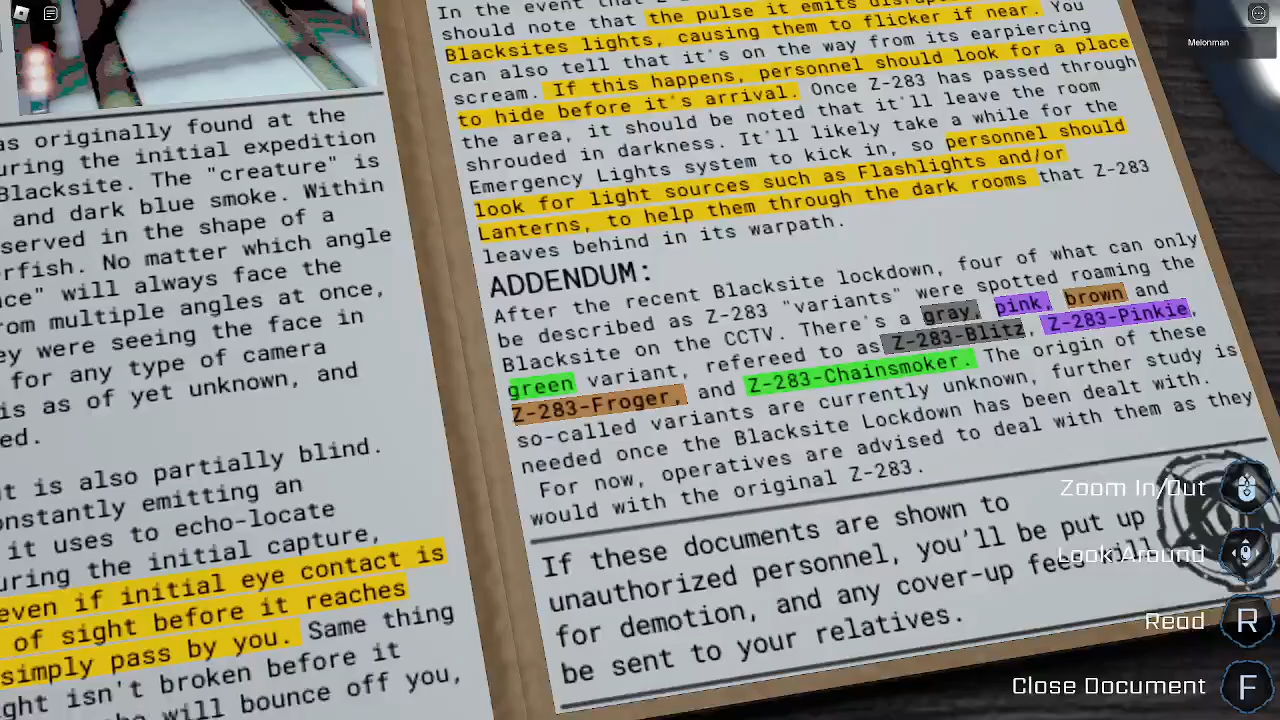 Melonman
as originally found at the
uring the initial expedition
Blacksite. The "creature" is
and dark blue smoke. Within
served in the shape of a
erfish. No matter which angle
ace" will always face the
rom multiple angles at once,
ey were seeing the face in
for any type of camera
is as of yet unknown, and
ed.
t is also partially blind.
onstantly emitting an
it uses to echo-locate
uring the initial capture,
even if initial eye contact is
of sight before it reaches
simply pass by you. Same thing
ght isn't broken before it
will bounce off you,
In the event that Z-
should note that the pulse it emits disrup
Blacksites lights, causing them to flicker if near. You
can also tell that it's on the way from its earpiercing
scream. If this happens, personnel should look for a place
to hide before it's arrival. Once Z-283 has passed through
the area, it should be noted that it'll leave the room
shrouded in darkness. It'll likely take a while for the
Emergency Lights system to kick in, so personnel should
look for light sources such as Flashlights and/or
Lanterns, to help them through the dark rooms that Z-283
leaves behind in its warpath.
ADDENDUM:
After the recent Blacksite lockdown, four of what can only
be described as Z-283 "variants" were spotted roaming the
Blacksite on the CCTV. There's a gray, pink, brown and
green variant, refereed to as Z-283-Blitz, Z-283-Pinkie,
Z-283-Froger, and Z-283-Chainsmoker. The origin of these
so-called variants are currently unknown, further study is
needed once the Blacksite Lockdown has been dealt with.
For now, operatives are advised to deal with them as they
would with the original Z-283.
If these documents are shown to
unauthorized personnel, you'll be put up
for demotion, and any cover-up fee will
be sent to your relatives.
Zoom In/Out
Look Around
Read R
Close Document F